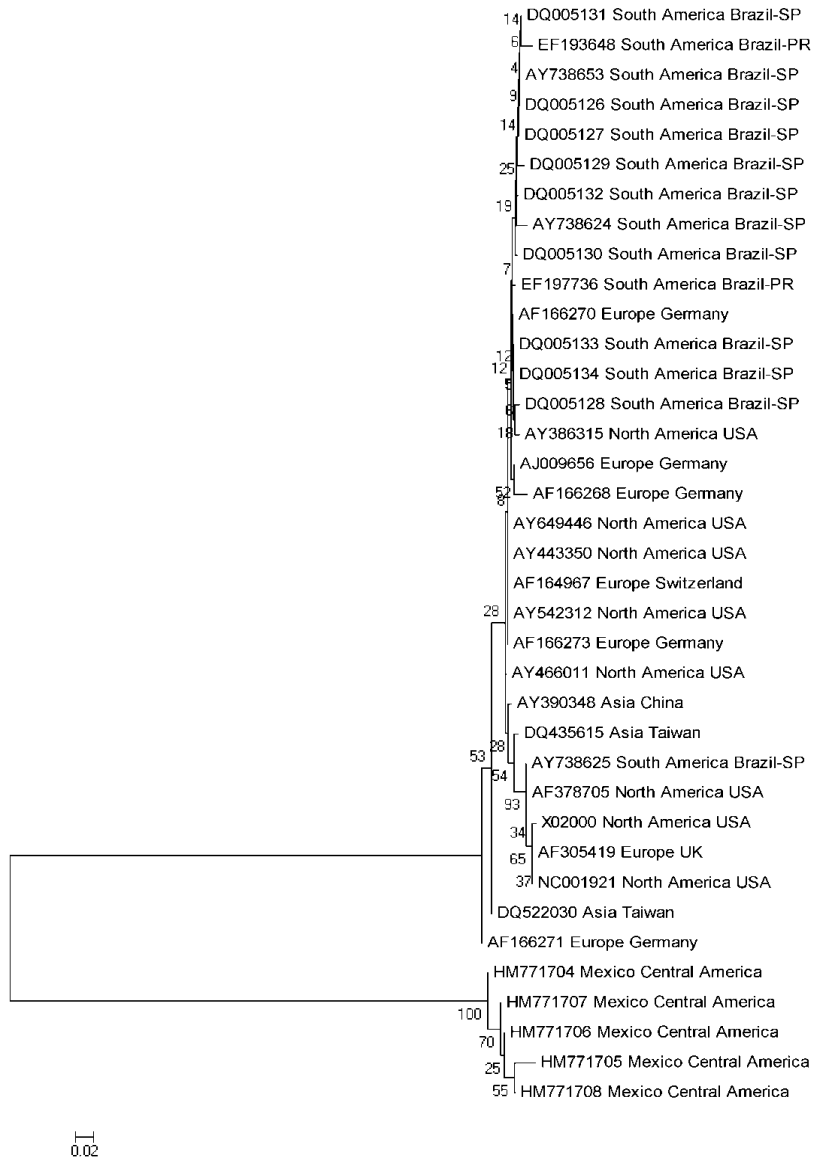 14
DQ005131 South America Brazil-SP
6
EF193648 South America Brazil-PR
4
AY738653 South America Brazil-SP
9
DQ005126 South America Brazil-SP
14
DQ005127 South America Brazil-SP
25
DQ005129 South America Brazil-SP
19
DQ005132 South America Brazil-SP
AY738624 South America Brazil-SP
DQ005130 South America Brazil-SP
7
EF197736 South America Brazil-PR
AF166270 Europe Germany
DQ005133 South America Brazil-SP
12
12
DQ005134 South America Brazil-SP
5
DQ005128 South America Brazil-SP
18
AY386315 North America USA
AJ009656 Europe Germany
52
AF166268 Europe Germany
8
AY649446 North America USA
AY443350 North America USA
AF164967 Europe Switzerland
28
AY542312 North America USA
AF166273 Europe Germany
AY466011 North America USA
AY390348 Asia China
DQ435615 Asia Taiwan
28
53
AY738625 South America Brazil-SP
54
AF378705 North America USA
93
X02000 North America USA
34
AF305419 Europe UK
65
37
NC001921 North America USA
DQ522030 Asia Taiwan
AF166271 Europe Germany
HM771704 Mexico Central America
100
HM771707 Mexico Central America
HM771706 Mexico Central America
70
HM771705 Mexico Central America
25
55
HM771708 Mexico Central America
0.02